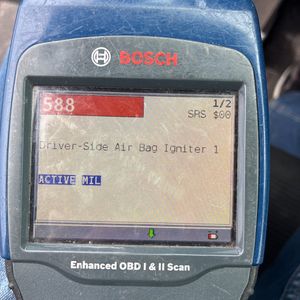 BOSCH
588
1/2
SRS $00
Driver-Side Air Bag Igniter 1
ACTIVE MIL
Enhanced OBD I & II Scan